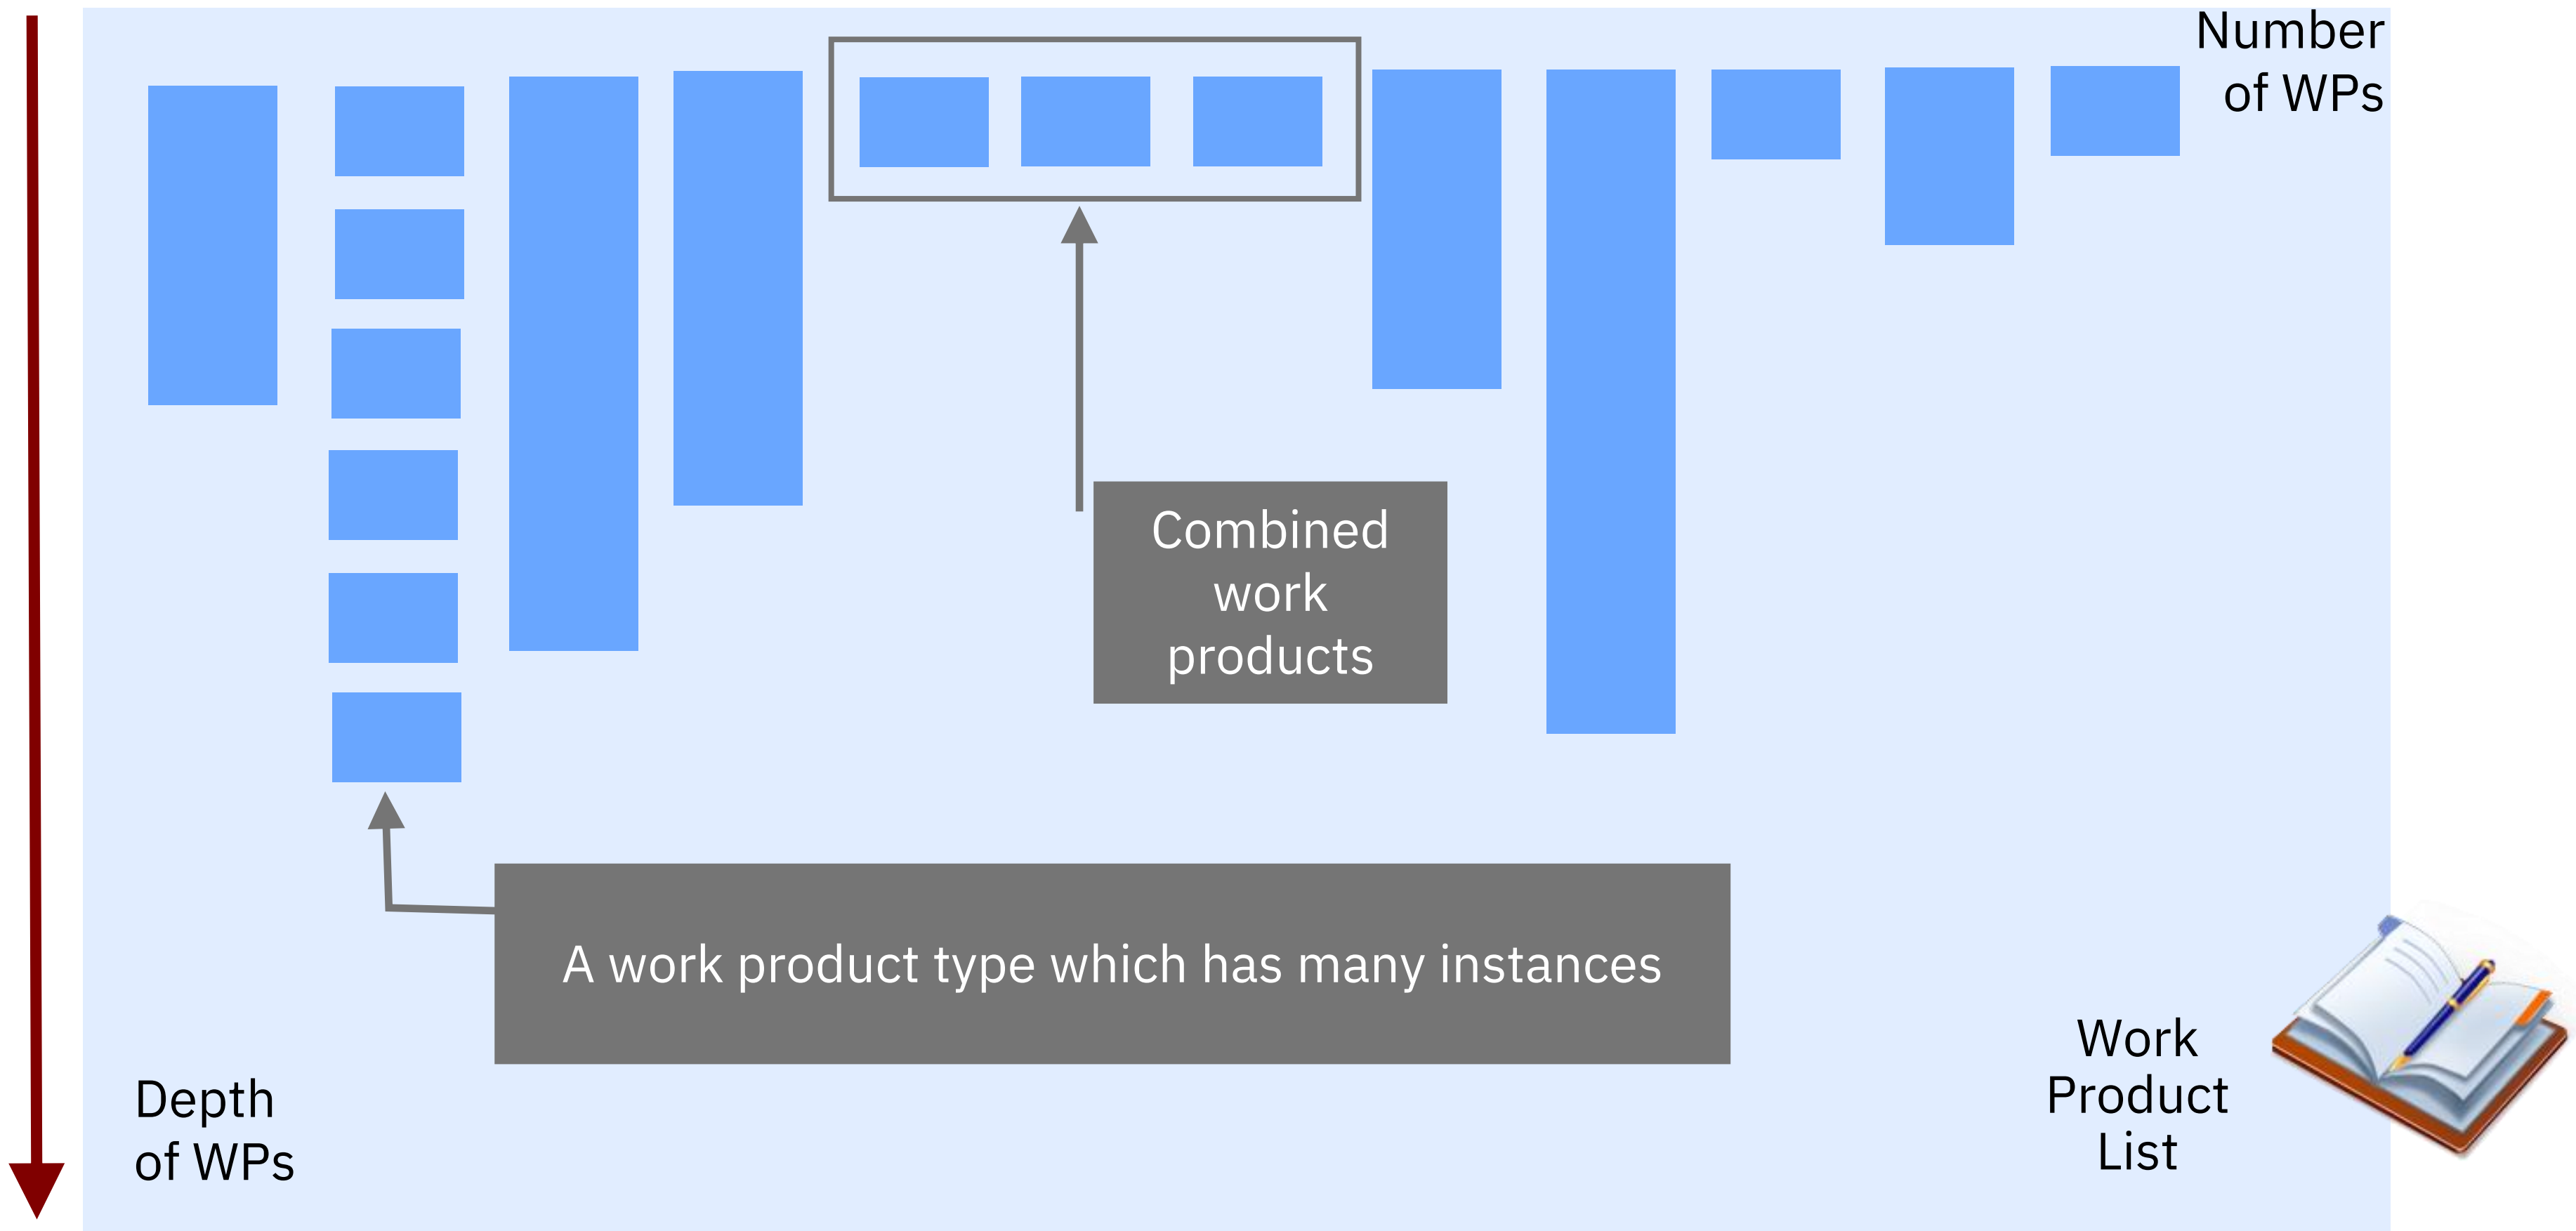 Number
of WPs
Combined
work
products
A work product type which has many instances
Depth
of WPs
Work
Product
List